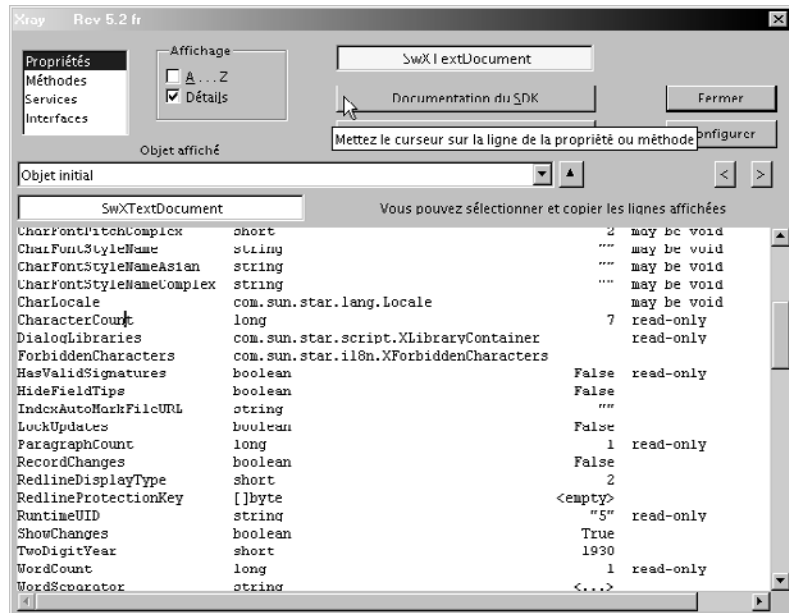 Xray Rev 5.2 fr
Propriétés
Méthodes
Services
Interfaces
Affichage
A . . . Z
Détails
SwXTextDocument
Documentation du SDK
Fermer
Mettez le curseur sur la ligne de la propriété ou méthode
onfigurer
Objet affiché
Objet initial
< >
SwXTextDocument
Vous pouvez sélectionner et copier les lignes affichées
CharFontPitchComplex short 2 may be void
CharFontStyleName string "" may be void
CharFontStyleNameAsian string "" may be void
CharFontStyleNameComplex string "" may be void
CharLocale com.sun.star.lang.Locale may be void
CharacterCount long 7 read-only
DialogLibraries com.sun.star.script.XLibraryContainer read-only
ForbiddenCharacters com.sun.star.i18n.XForbiddenCharacters
HasValidSignatures boolean False read-only
HideFieldTips boolean False
IndexAutoMarkFileURL string ""
LockUpdates boolean False
ParagraphCount long 1 read-only
RecordChanges boolean False
RedlineDisplayType short 2
RedlineProtectionKey []byte <empty>
RuntimeUID string "5" read-only
ShowChanges boolean True
TwoDigitYear short 1930
WordCount long 1 read-only
WordSeparator string <...>